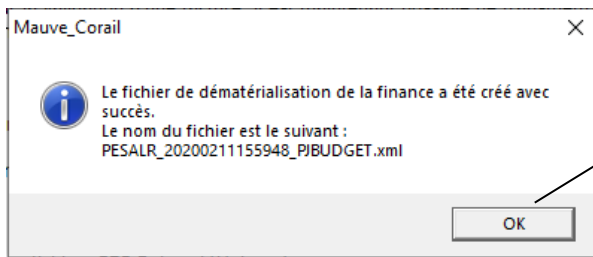 Mauve_Corail
Le fichier de dématérialisation de la finance a été créé avec
succès.
Le nom du fichier est le suivant :
PESALR_20200211155948_PJBUDGET.xml
OK